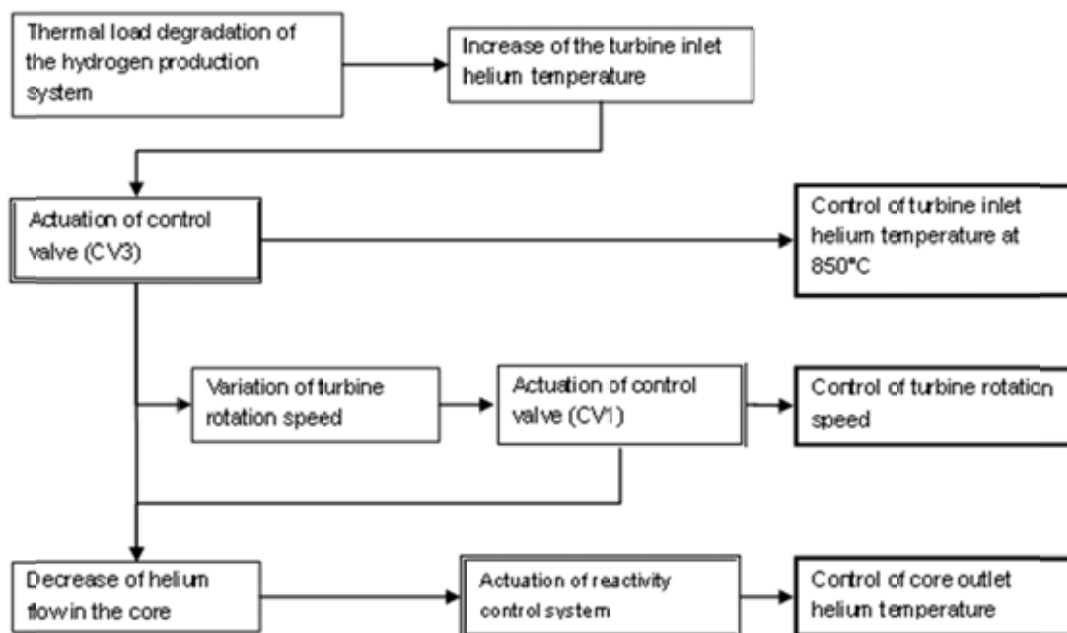 Thermal load degradation of
the hydrogen production
system
Increase of the turbine inlet
helium temperature
Actuation of control
valve (CV3)
Control of turbine inlet
helium temperature at
850°C
Variation of turbine
rotation speed
Actuation of control
valve (CV1)
Control of turbine rotation
speed
Decrease of helium
flow in the core
Actuation of reactivity
control system
Control of core outlet
helium temperature